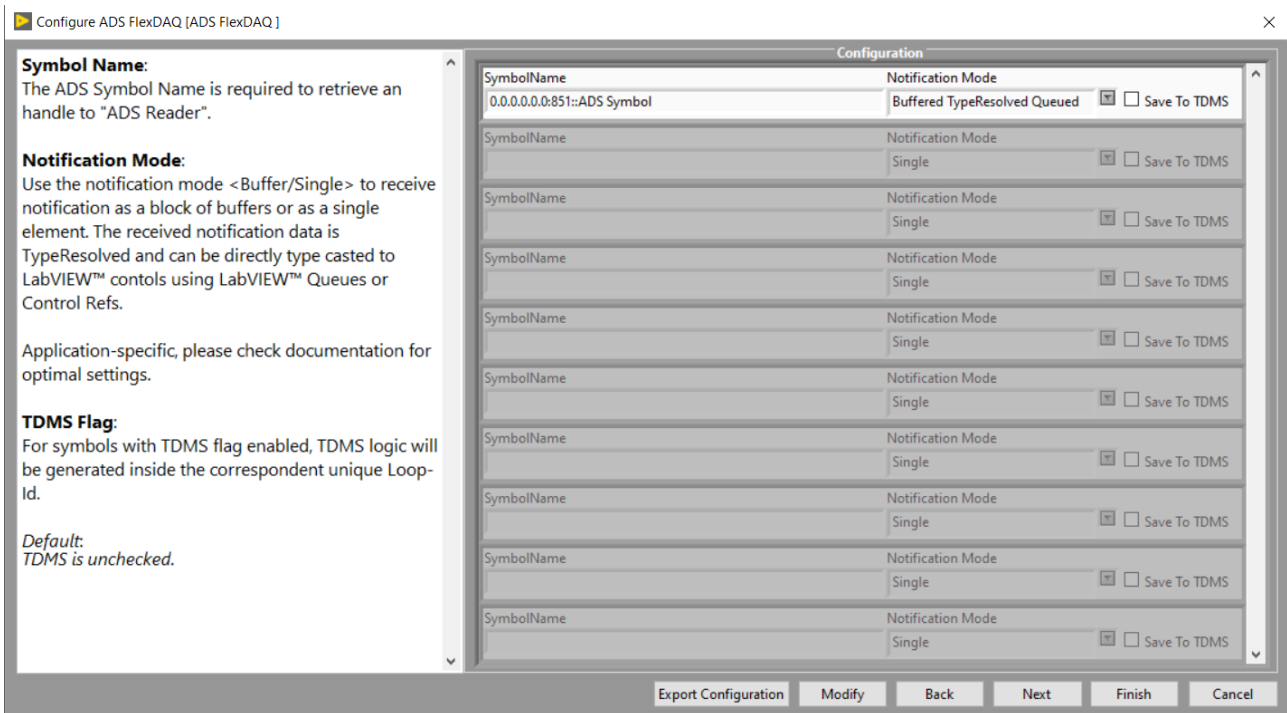 Configure ADS FlexDAQ [ADS FlexDAQ ]
Symbol Name:
The ADS Symbol Name is required to retrieve an
handle to "ADS Reader".
Notification Mode:
Use the notification mode <Buffer/Single> to receive
notification as a block of buffers or as a single
element. The received notification data is
TypeResolved and can be directly type casted to
LabVIEW™ contols using LabVIEW™ Queues or
Control Refs.
Application-specific, please check documentation for
optimal settings.
TDMS Flag:
For symbols with TDMS flag enabled, TDMS logic will
be generated inside the correspondent unique Loop-
Id.
Default:
TDMS is unchecked.
Configuration
SymbolName Notification Mode
0.0.0.0.0.0:851::ADS Symbol Buffered TypeResolved Queued Save To TDMS
SymbolName Notification Mode
Single Save To TDMS
SymbolName Notification Mode
Single Save To TDMS
SymbolName Notification Mode
Single Save To TDMS
SymbolName Notification Mode
Single Save To TDMS
SymbolName Notification Mode
Single Save To TDMS
SymbolName Notification Mode
Single Save To TDMS
SymbolName Notification Mode
Single Save To TDMS
SymbolName Notification Mode
Single Save To TDMS
SymbolName Notification Mode
Single Save To TDMS
Export Configuration Modify Back Next Finish Cancel